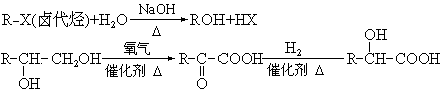 R-X(卤代烃)+H₂O —NaOH/△→ ROH+HX
R-CH-CH₂OH —氧气/催化剂 △→ R-C-COOH —H₂/催化剂 △→ R-CH-COOH
OH O OH